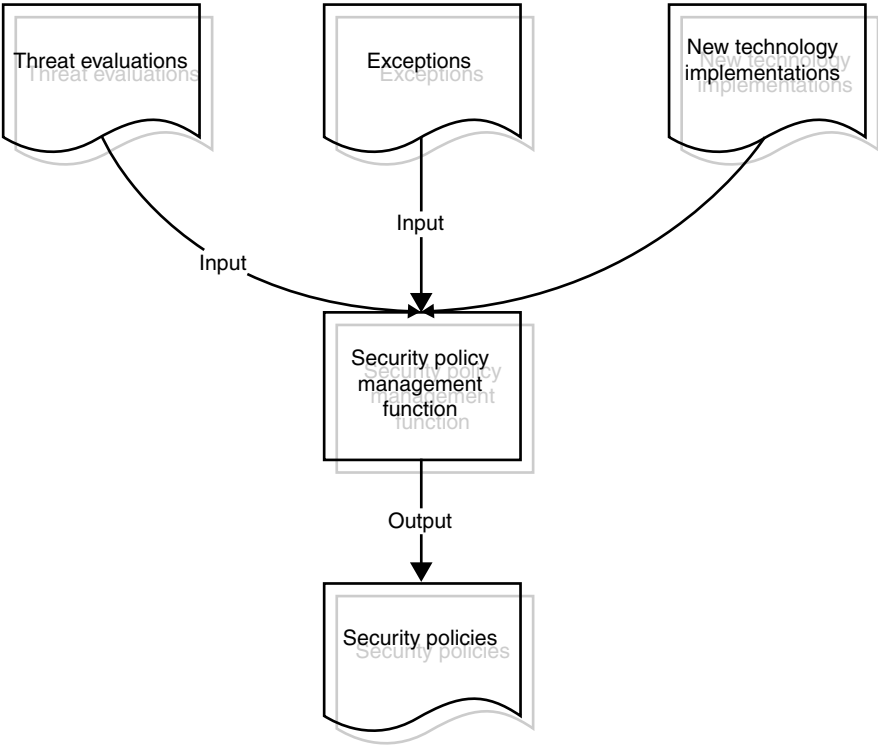 Threat evaluations
Exceptions
New technology
implementations
Input
Input
Security policy
management
function
Output
Security policies